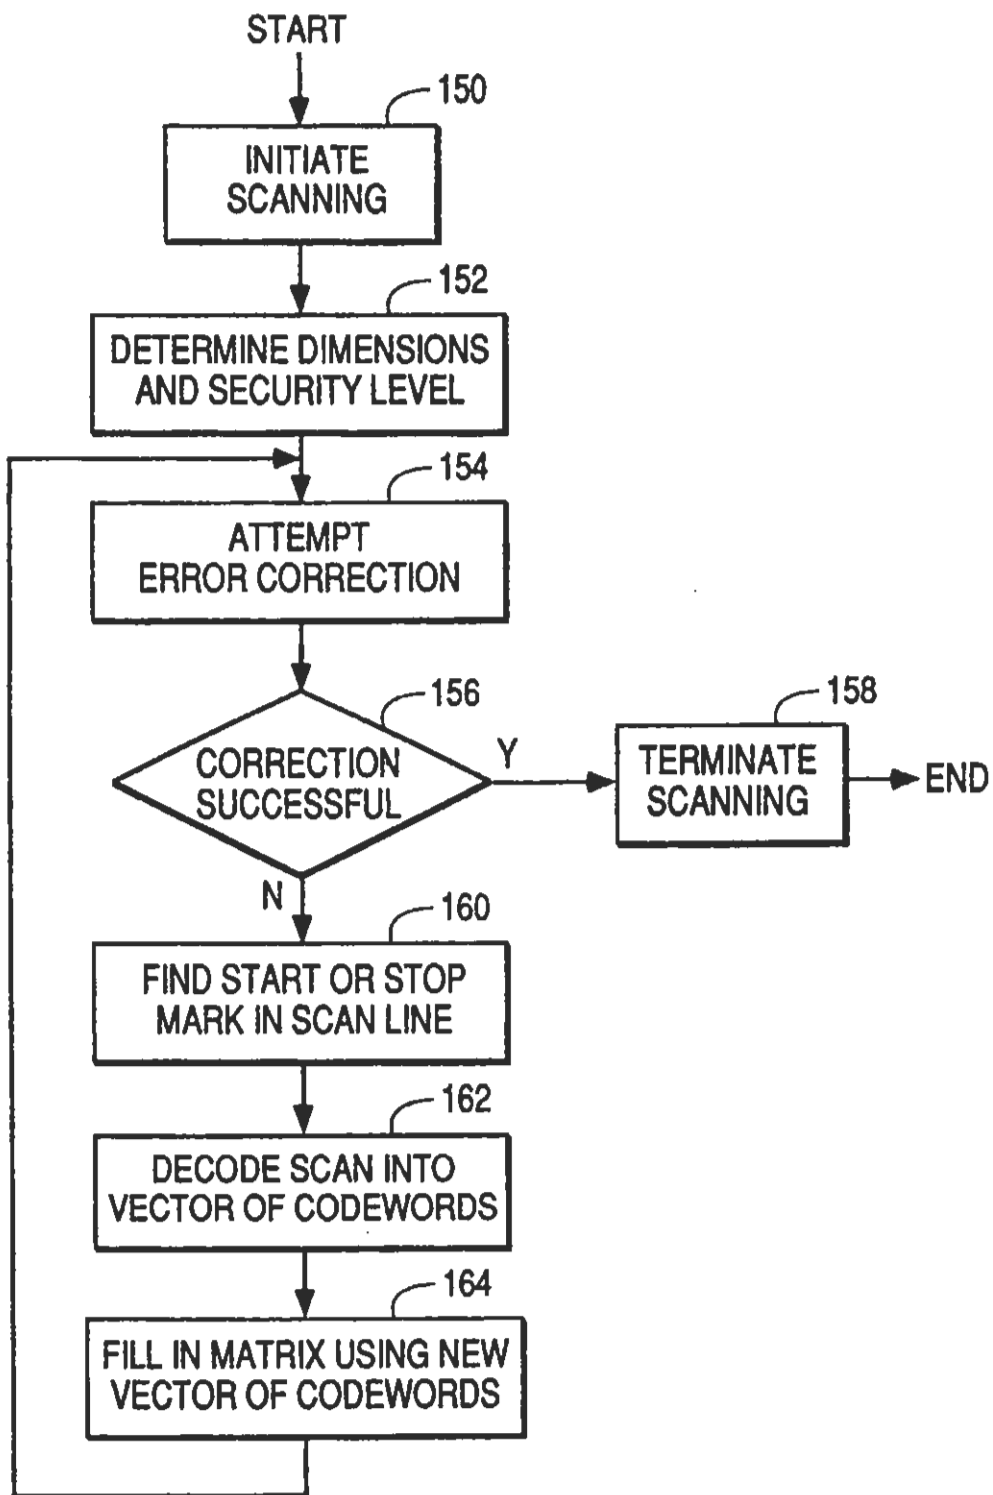 START
150
INITIATE
SCANNING
152
DETERMINE DIMENSIONS
AND SECURITY LEVEL
154
ATTEMPT
ERROR CORRECTION
156
CORRECTION
SUCCESSFUL
Y
158
TERMINATE
SCANNING
END
N
160
FIND START OR STOP
MARK IN SCAN LINE
162
DECODE SCAN INTO
VECTOR OF CODEWORDS
164
FILL IN MATRIX USING NEW
VECTOR OF CODEWORDS